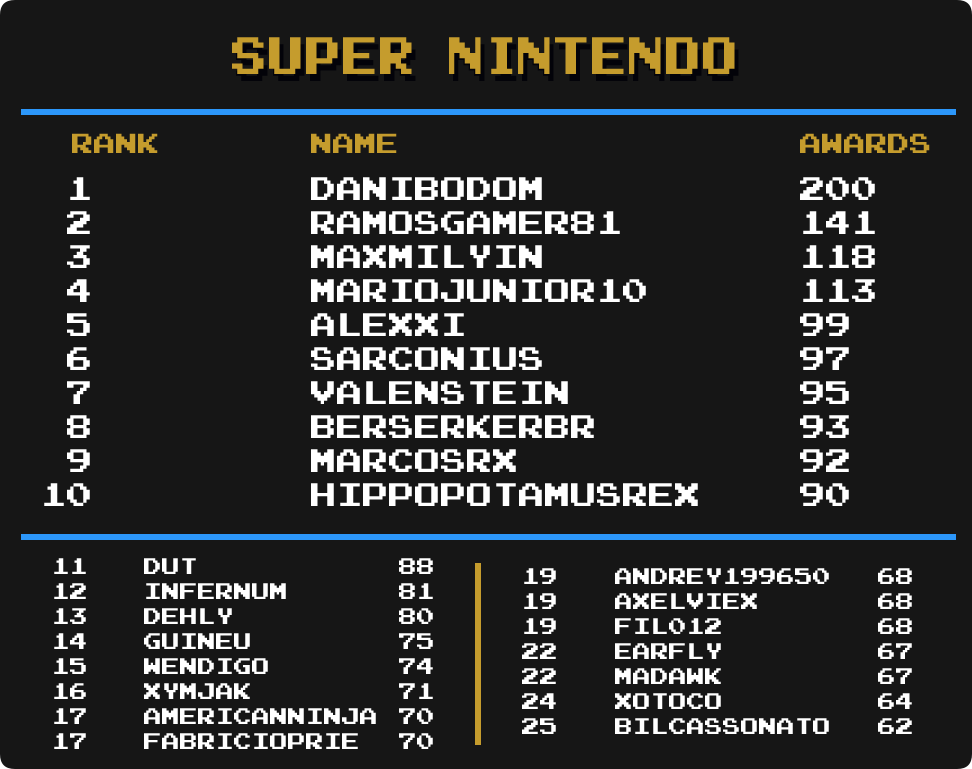 SUPER NINTENDO
RANK NAME AWARDS
1 DANIBODOM 200
2 RAMOSGAMER81 141
3 MAXMILYIN 118
4 MARIOJUNIOR10 113
5 ALEXXI 99
6 SARCONIUS 97
7 VALENSTEIN 95
8 BERSERKERBR 93
9 MARCOSRX 92
10 HIPPOPOTAMUSREX 90
11 DUT 88
12 INFERNUM 81
13 DEHLY 80
14 GUINEU 75
15 WENDIGO 74
16 XYMJAK 71
17 AMERICANNINJA 70
17 FABRICIOPRIE 70
19 ANDREY199650 68
19 AXELVIEX 68
19 FILO12 68
22 EARFLY 67
22 MADAWK 67
24 XOTOCO 64
25 BILCASSONATO 62